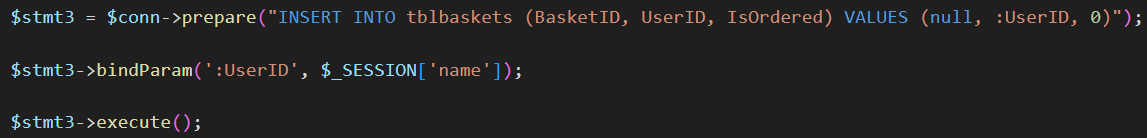 $stmt3 = $conn->prepare("INSERT INTO tblbaskets (BasketID, UserID, IsOrdered) VALUES (null, :UserID, 0)");
$stmt3->bindParam(':UserID', $_SESSION['name']);
$stmt3->execute();